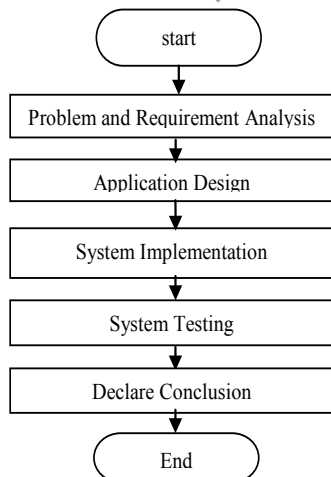 start
Problem and Requirement Analysis
Application Design
System Implementation
System Testing
Declare Conclusion
End